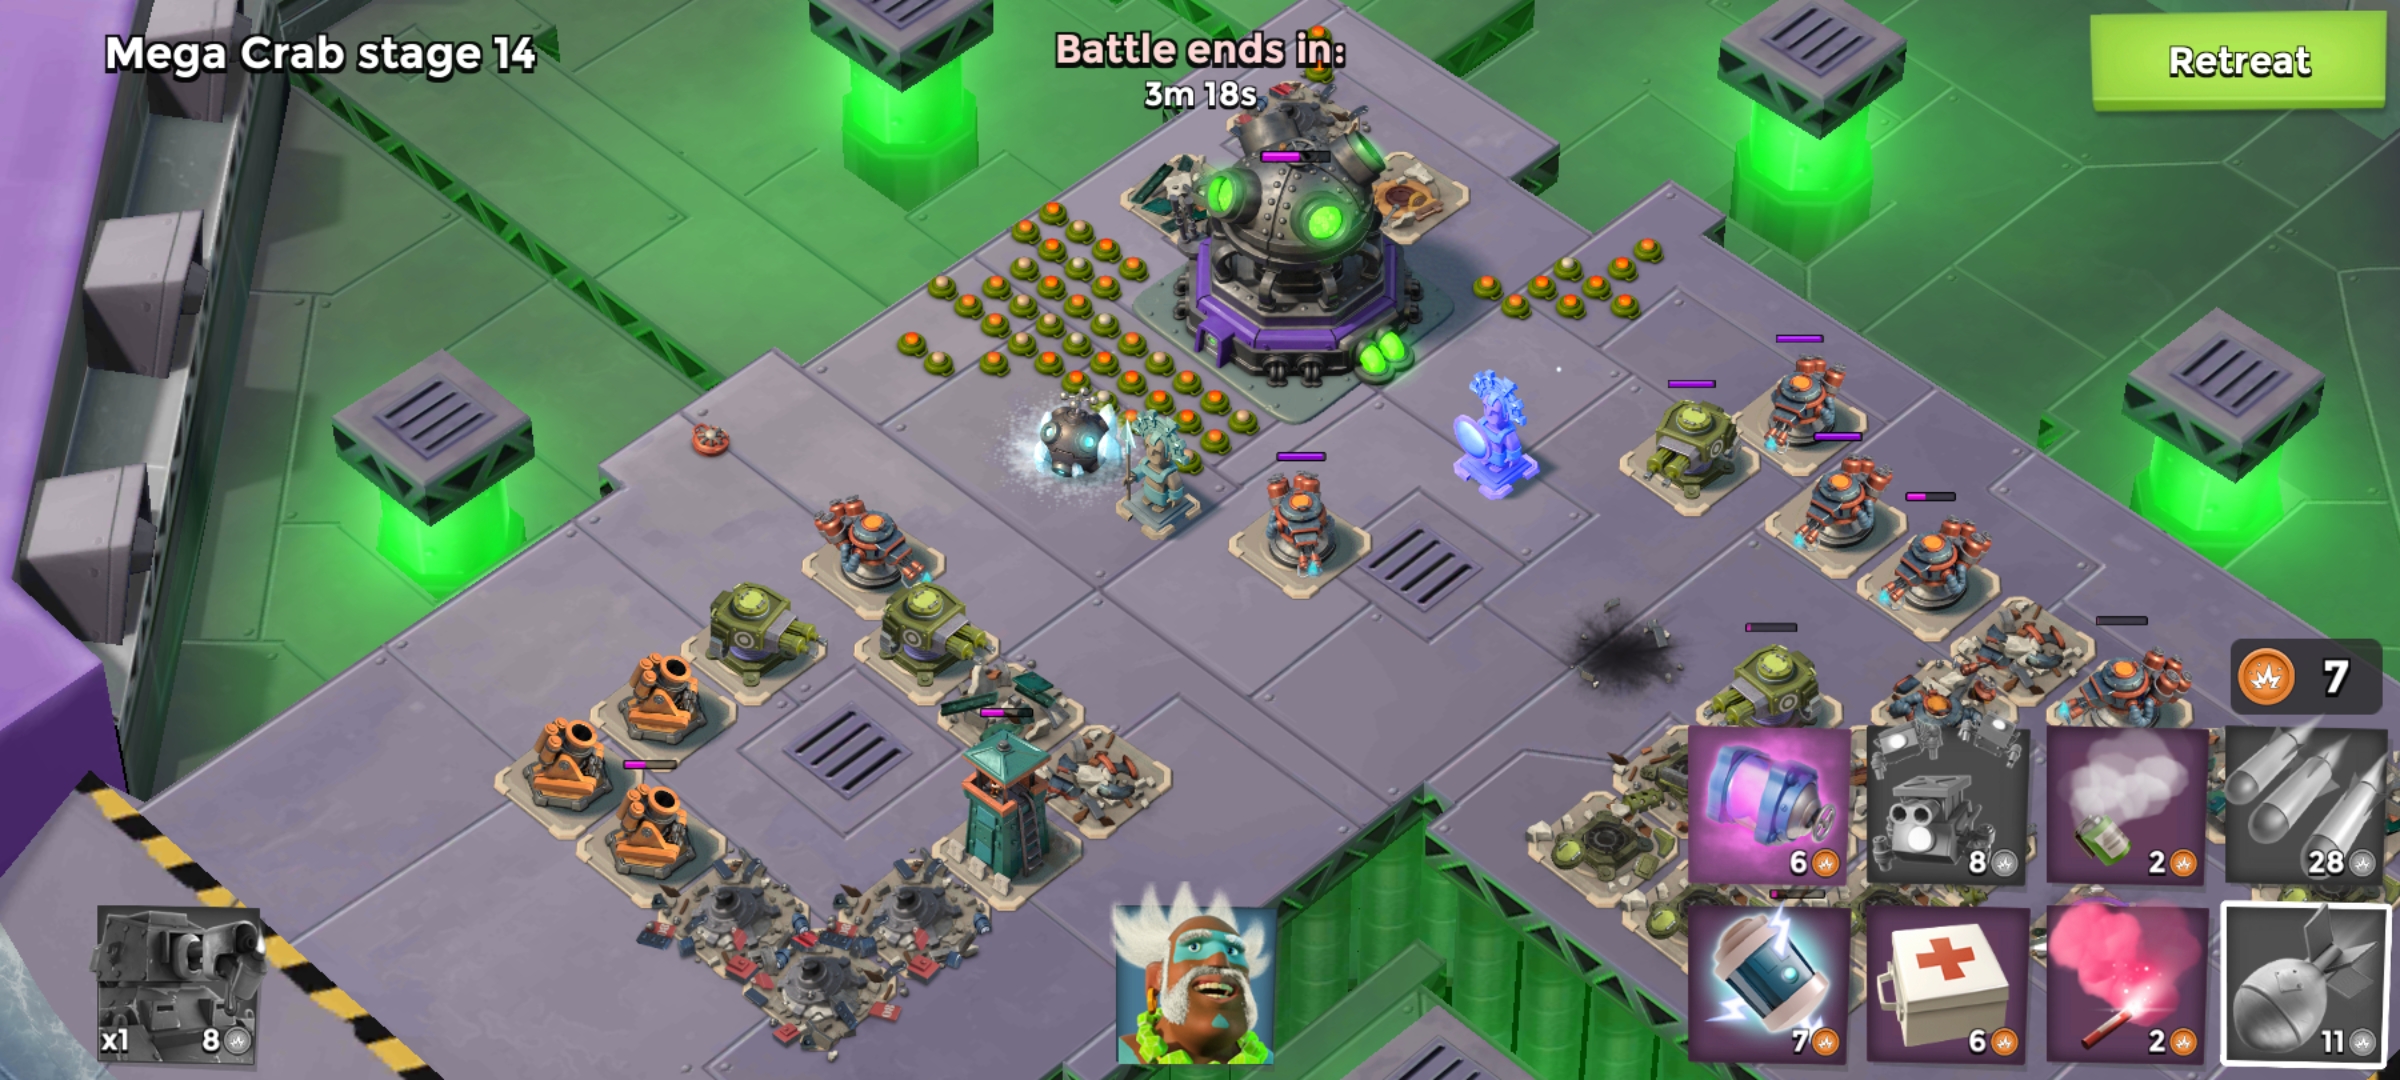 Mega Crab stage 14
Battle ends in:
3m 18s
Retreat
7
6
8
2
28
x1
8
7
6
2
11